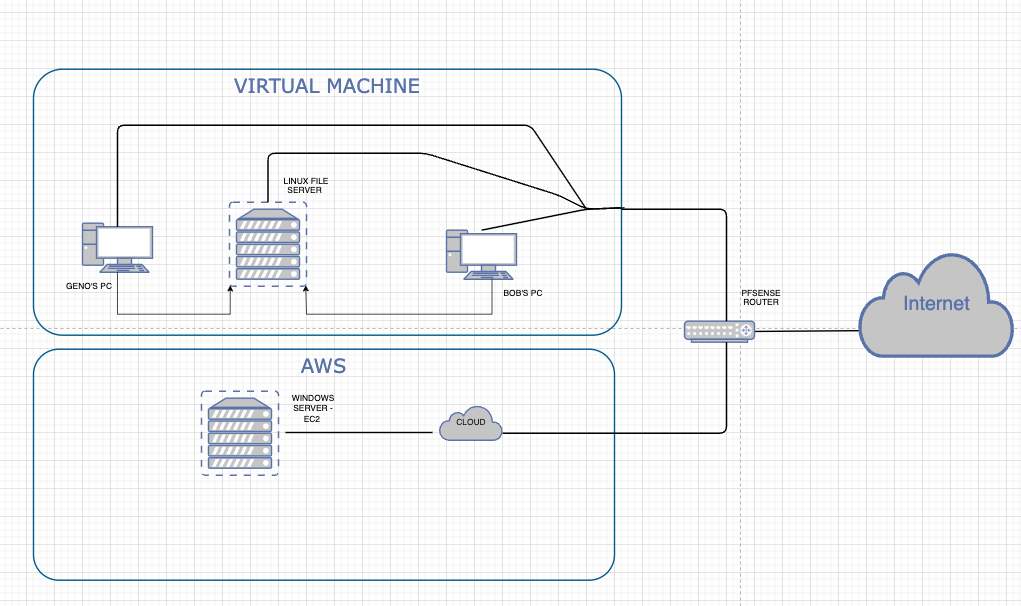 VIRTUAL MACHINE
LINUX FILE
SERVER
GENO'S PC
BOB'S PC
PFSENSE
ROUTER
Internet
AWS
WINDOWS
SERVER -
EC2
CLOUD